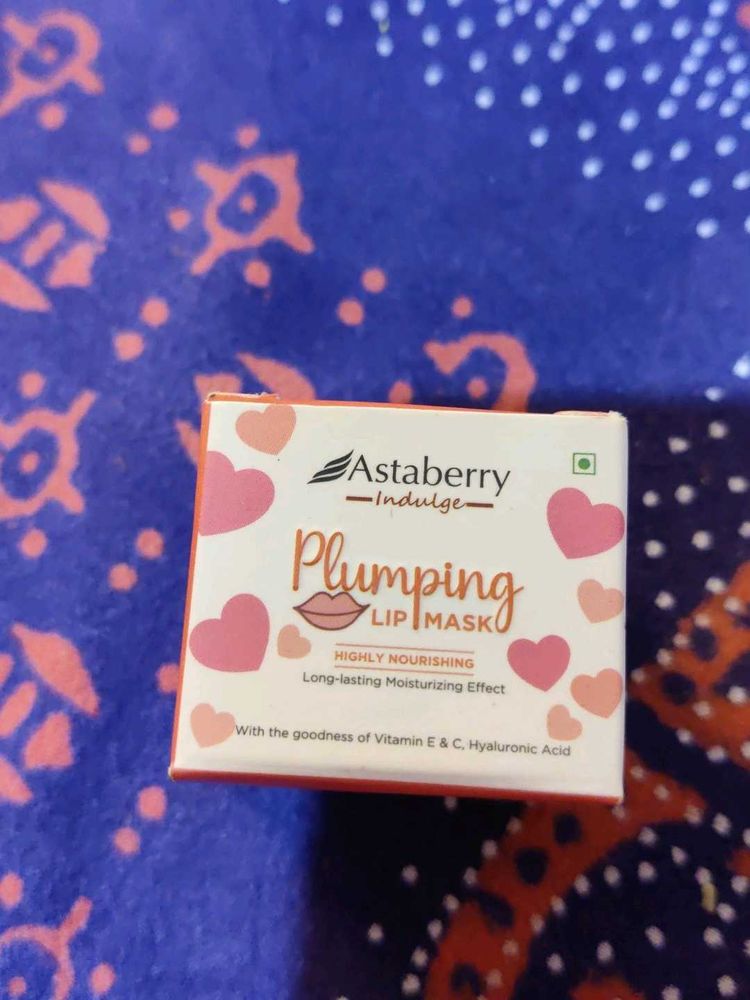 Astaberry
Indulge
Plumping
LIP MASK
HIGHLY NOURISHING
Long-lasting Moisturizing Effect
With the goodness of Vitamin E & C, Hyaluronic Acid